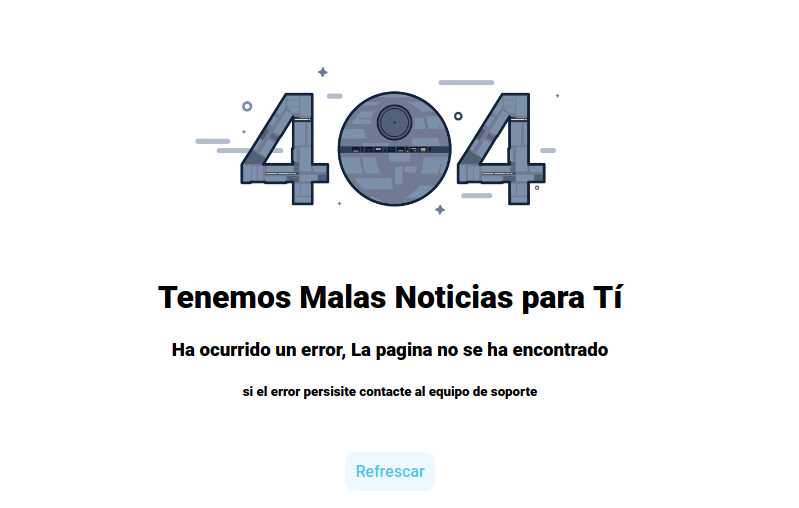 404
Tenemos Malas Noticias para Tí
Ha ocurrido un error, La pagina no se ha encontrado
si el error persisite contacte al equipo de soporte
Refrescar